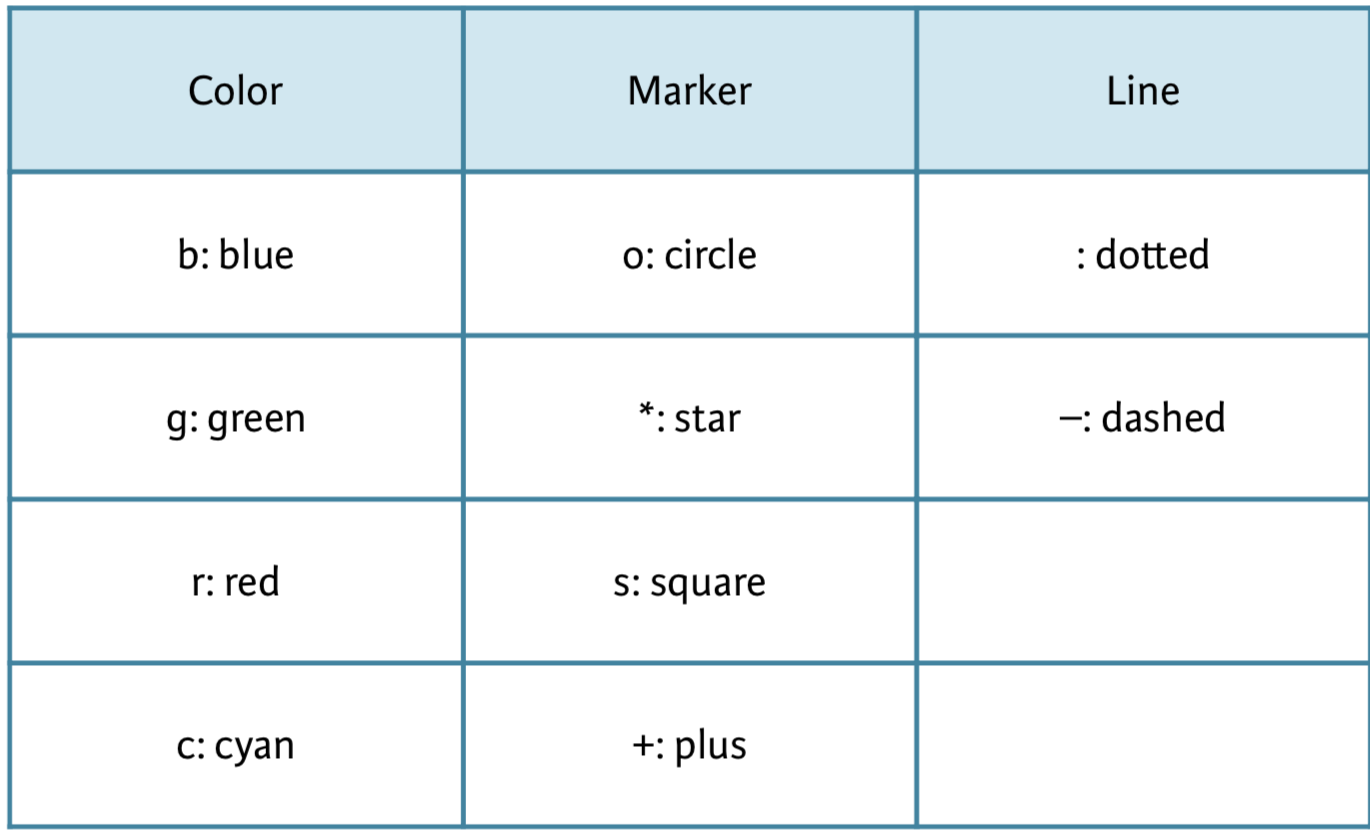 Color Marker Line
b: blue o: circle : dotted
g: green *: star –: dashed
r: red s: square
c: cyan +: plus